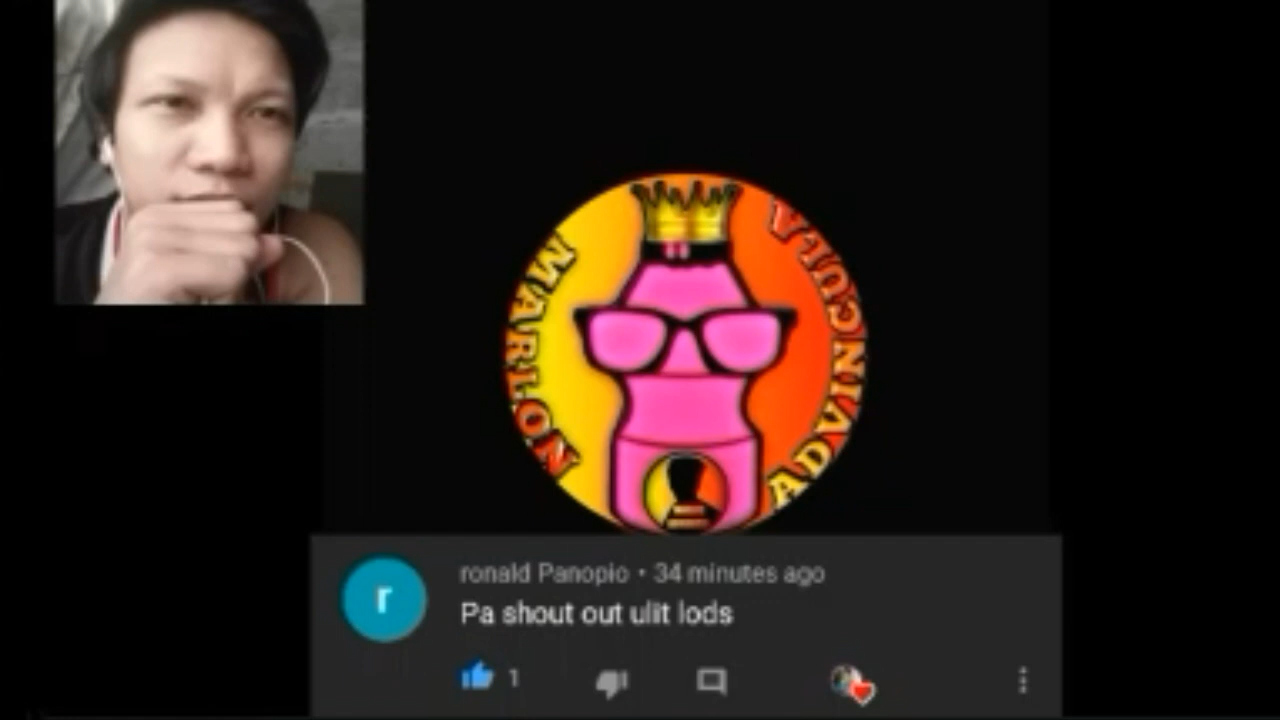 MARLON
ADVINCULA
r
ronald Panopio • 34 minutes ago
Pa shout out ulit lods
1